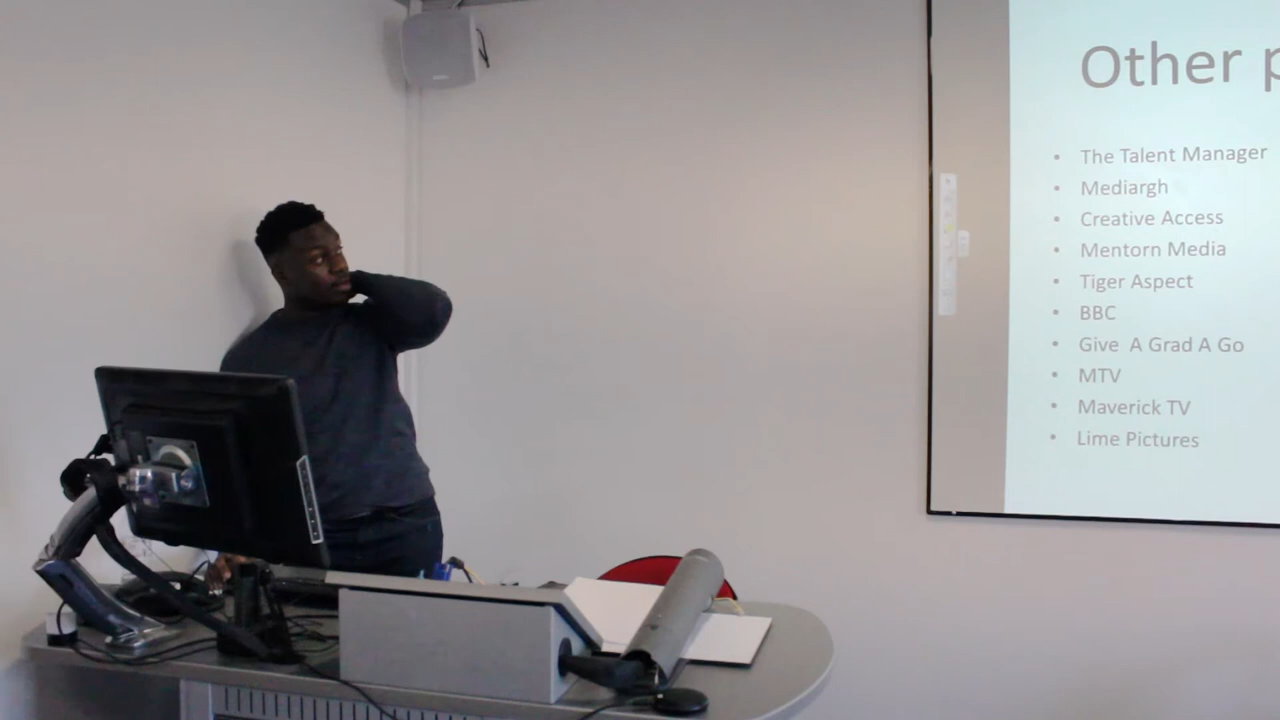 Other
The Talent Manager
Mediargh
Creative Access
Mentorn Media
Tiger Aspect
BBC
Give A Grad A Go
MTV
Maverick TV
Lime Pictures